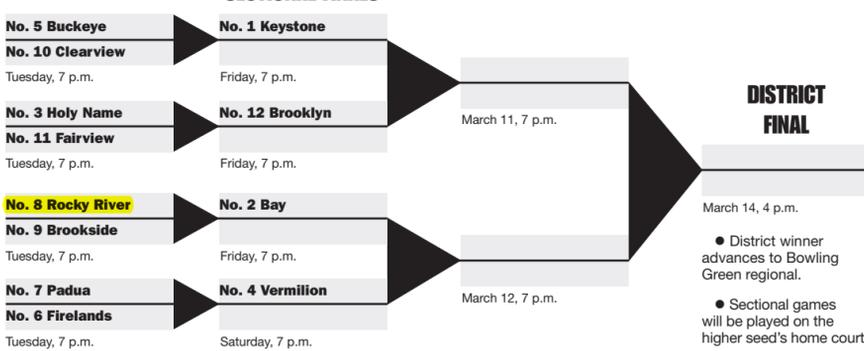 No. 5 Buckeye
No. 10 Clearview
Tuesday, 7 p.m.
No. 1 Keystone
Friday, 7 p.m.
No. 3 Holy Name
No. 11 Fairview
Tuesday, 7 p.m.
No. 12 Brooklyn
Friday, 7 p.m.
March 11, 7 p.m.
No. 8 Rocky River
No. 9 Brookside
Tuesday, 7 p.m.
No. 2 Bay
Friday, 7 p.m.
No. 7 Padua
No. 6 Firelands
Tuesday, 7 p.m.
No. 4 Vermilion
Saturday, 7 p.m.
March 12, 7 p.m.
DISTRICT
FINAL
March 14, 4 p.m.
● District winner
advances to Bowling
Green regional.
● Sectional games
will be played on the
higher seed's home court